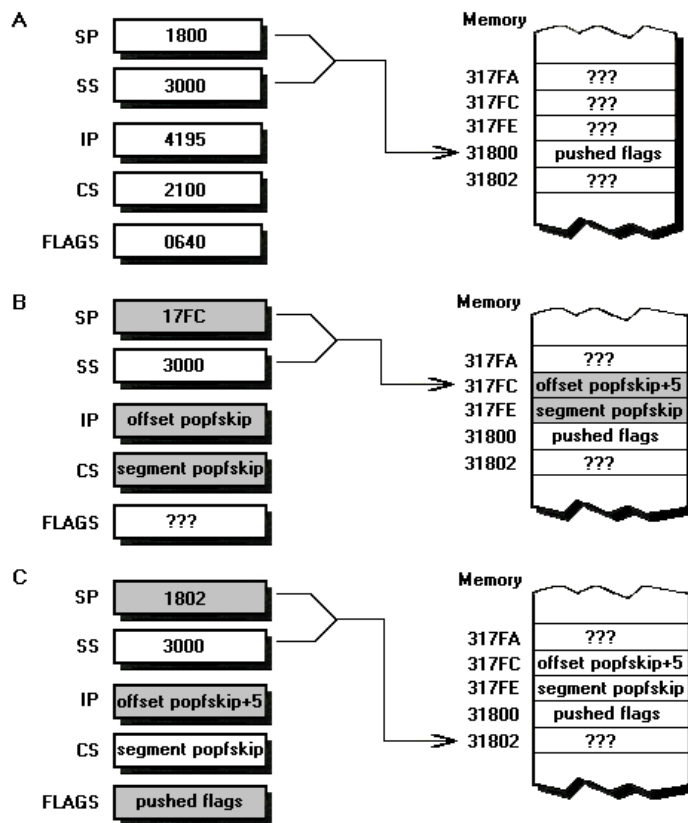 A
SP 1800
SS 3000
IP 4195
CS 2100
FLAGS 0640
Memory
317FA ???
317FC ???
317FE ???
31800 pushed flags
31802 ???
B
SP 17FC
SS 3000
IP offset popfskip
CS segment popfskip
FLAGS ???
Memory
317FA ???
317FC offset popfskip+5
317FE segment popfskip
31800 pushed flags
31802 ???
C
SP 1802
SS 3000
IP offset popfskip+5
CS segment popfskip
FLAGS pushed flags
Memory
317FA ???
317FC offset popfskip+5
317FE segment popfskip
31800 pushed flags
31802 ???